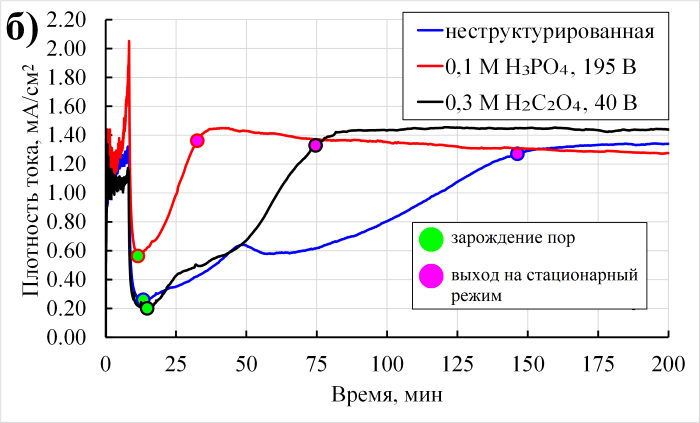 б)
2.20
2.00
1.80
1.60
1.40
1.20
1.00
0.80
0.60
0.40
0.20
0.00
Плотность тока, мА/см²
неструктурированная
0,1 М H₃PO₄, 195 В
0,3 М H₂C₂O₄, 40 В
зарождение пор
выход на стационарный
режим
0
25
50
75
100
125
150
175
200
Время, мин